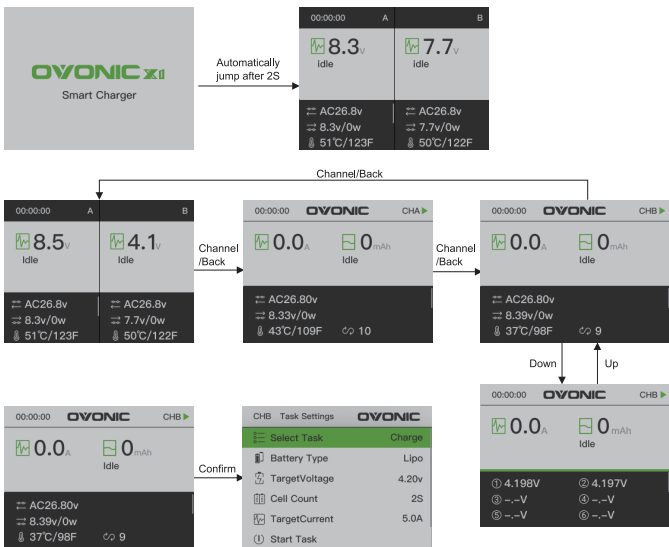 OVONIC X1
Smart Charger
Automatically
jump after 2S
00:00:00 A B
8.3v 7.7v
idle idle
AC26.8v AC26.8v
8.3v/0w 7.7v/0w
51℃/123F 50℃/122F
Channel/Back
00:00:00 A B
8.5v 4.1v
Idle Idle
AC26.8v AC26.8v
8.3v/0w 7.7v/0w
51℃/123F 50℃/122F
Channel
/Back
00:00:00 OVONIC CHA
0.0A 0mAh
Idle
AC26.80v
8.33v/0w
43℃/109F 10
Channel
/Back
00:00:00 OVONIC CHB
0.0A 0mAh
Idle
AC26.80v
8.39v/0w
37℃/98F 9
Down Up
00:00:00 OVONIC CHB
0.0A 0mAh
Idle
① 4.198V ② 4.197V
③ -.-V ④ -.-V
⑤ -.-V ⑥ -.-V
00:00:00 OVONIC CHB
0.0A 0mAh
Idle
AC26.80v
8.39v/0w
37℃/98F 9
Confirm
CHB Task Settings OVONIC
Select Task Charge
Battery Type Lipo
TargetVoltage 4.20v
Cell Count 2S
TargetCurrent 5.0A
Start Task